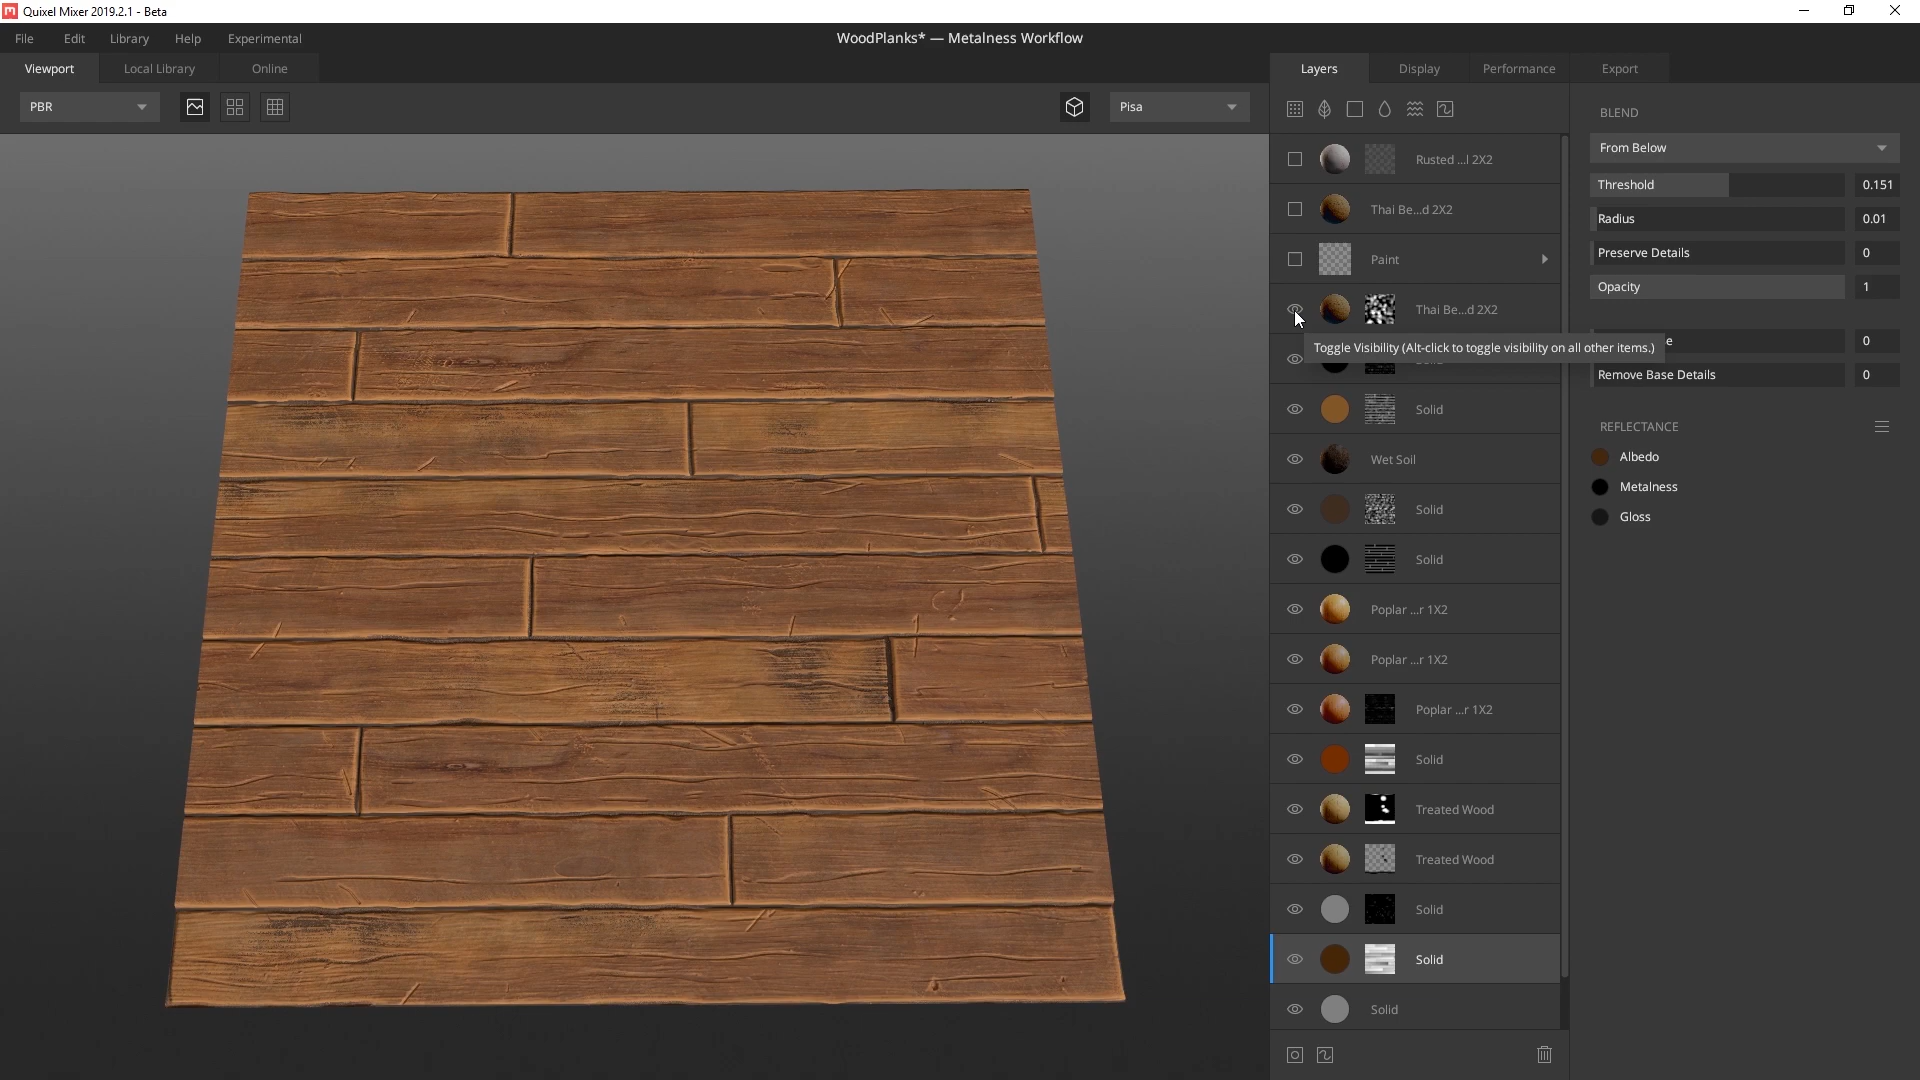 Quixel Mixer 2019.2.1 - Beta
File Edit Library Help Experimental
WoodPlanks* — Metalness Workflow
Viewport Local Library Online
Layers Display Performance Export
PBR
Pisa
BLEND
From Below
Threshold 0.151
Radius 0.01
Preserve Details 0
Opacity 1
0
Remove Base Details 0
REFLECTANCE
Albedo
Metalness
Gloss
Rusted ...l 2X2
Thai Be...d 2X2
Paint
Thai Be...d 2X2
Toggle Visibility (Alt-click to toggle visibility on all other items.)
Solid
Wet Soil
Solid
Solid
Poplar ...r 1X2
Poplar ...r 1X2
Poplar ...r 1X2
Solid
Treated Wood
Treated Wood
Solid
Solid
Solid